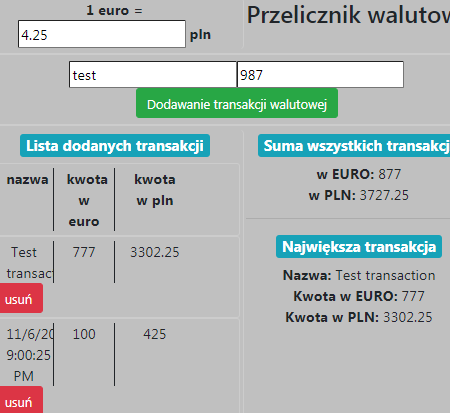 1 euro =
4.25 pln
Przelicznik walutow
test 987
Dodawanie transakcji walutowej
Lista dodanych transakcji
nazwa kwota w euro kwota w pln
Test transac 777 3302.25
usuń
11/6/20 9:00:25 PM 100 425
usuń
Suma wszystkich transakcj
w EURO: 877
w PLN: 3727.25
Największa transakcja
Nazwa: Test transaction
Kwota w EURO: 777
Kwota w PLN: 3302.25